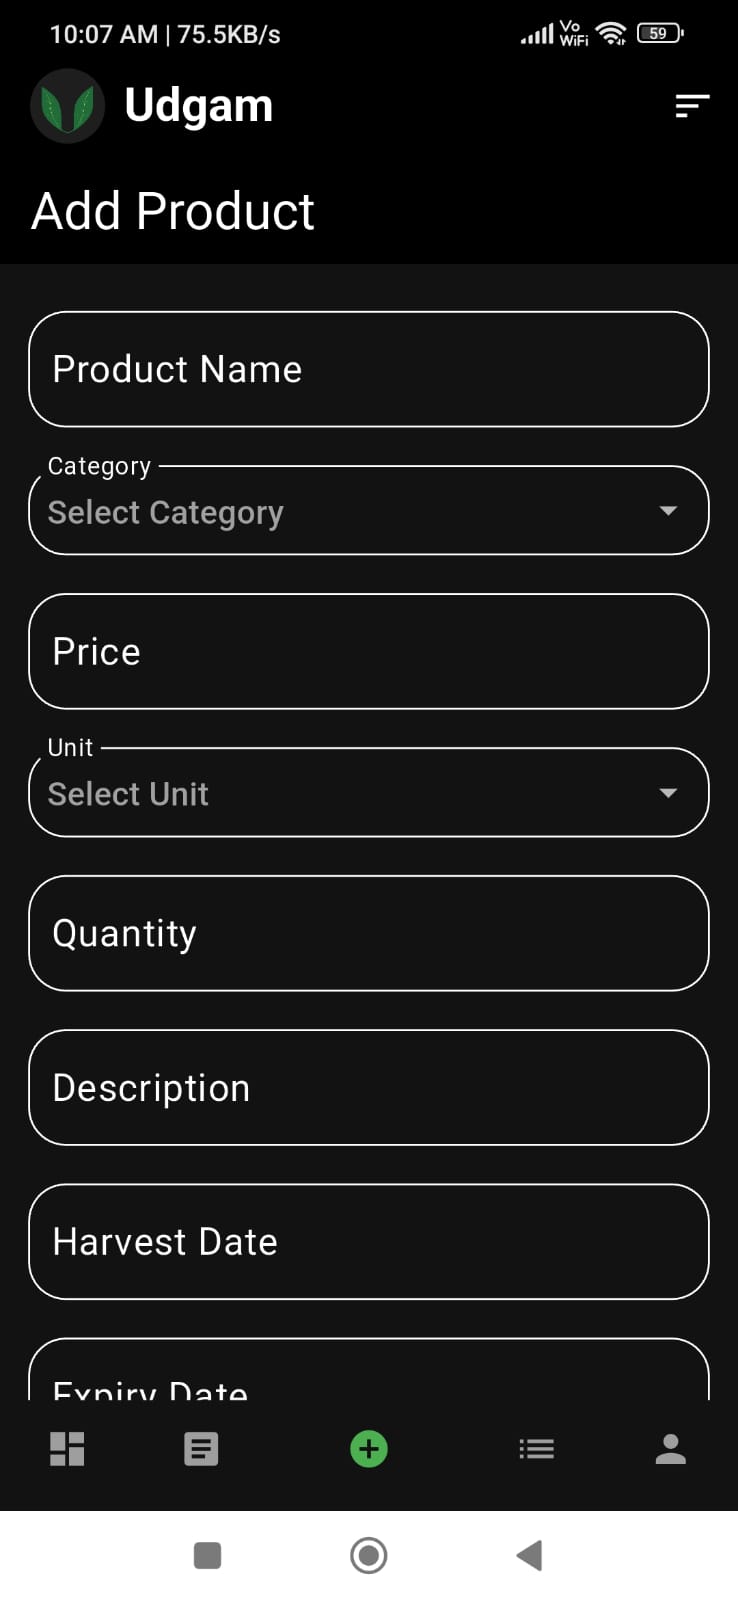 10:07 AM | 75.5KB/s Vo WiFi 59
Udgam
Add Product
Product Name
Category
Select Category
Price
Unit
Select Unit
Quantity
Description
Harvest Date
Expiry Date